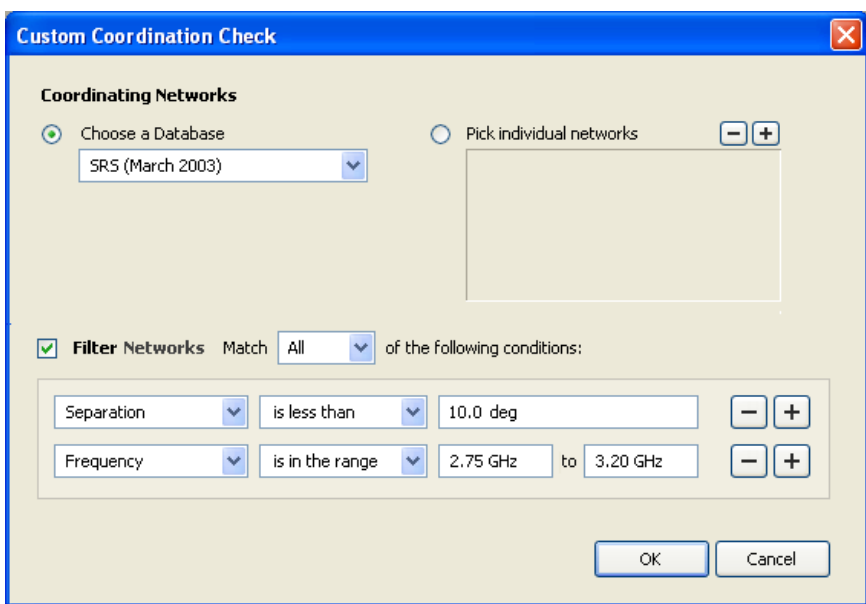 Custom Coordination Check
Coordinating Networks
Choose a Database
SRS (March 2003)
Pick individual networks
Filter Networks Match All of the following conditions:
Separation is less than 10.0 deg
Frequency is in the range 2.75 GHz to 3.20 GHz
OK Cancel